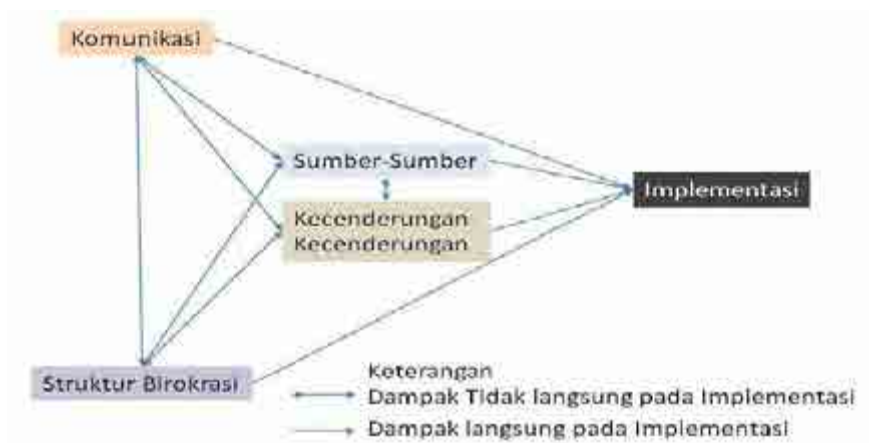 Komunikasi
Sumber-Sumber
Implementasi
Kecenderungan
Kecenderungan
Struktur Birokrasi
Keterangan
Dampak Tidak langsung pada Implementasi
Dampak langsung pada Implementasi